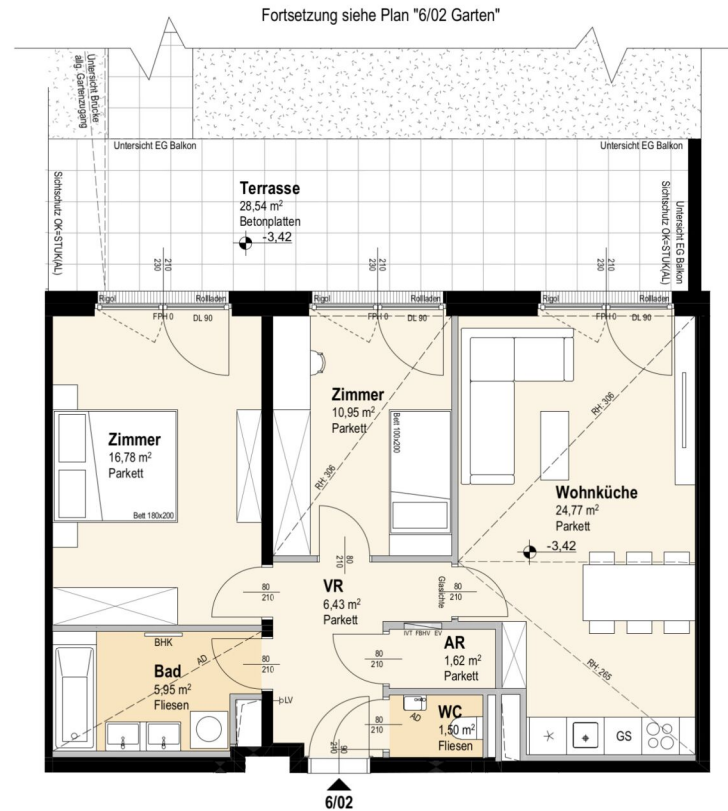 Fortsetzung siehe Plan "6/02 Garten"
Untersicht Brücke
allg. Gartenzugang
Untersicht EG Balkon
Untersicht EG Balkon
Sichtschutz OK=STUK(AL)
Terrasse
28,54 m²
Betonplatten
-3,42
Untersicht EG Balkon
Sichtschutz OK=STUK(AL)
210
230
210
230
210
230
Rigol
Rollladen
Rigol
Rollladen
Rigol
Rollladen
FPH 0
DL 90
FPH 0
DL 90
FPH 0
DL 90
Zimmer
16,78 m²
Parkett
Bett 180x200
Zimmer
10,95 m²
Parkett
Bett 100x200
RH: 306
RH: 306
Wohnküche
24,77 m²
Parkett
-3,42
80
210
80
210
VR
6,43 m²
Parkett
Glaslichte
80
210
IVT FBHV EV
BHK
AD
Bad
5,95 m²
Fliesen
80
210
80
210
AR
1,62 m²
Parkett
RH: 265
LV
AD
WC
1,50 m²
Fliesen
80
210
90
210
GS
6/02